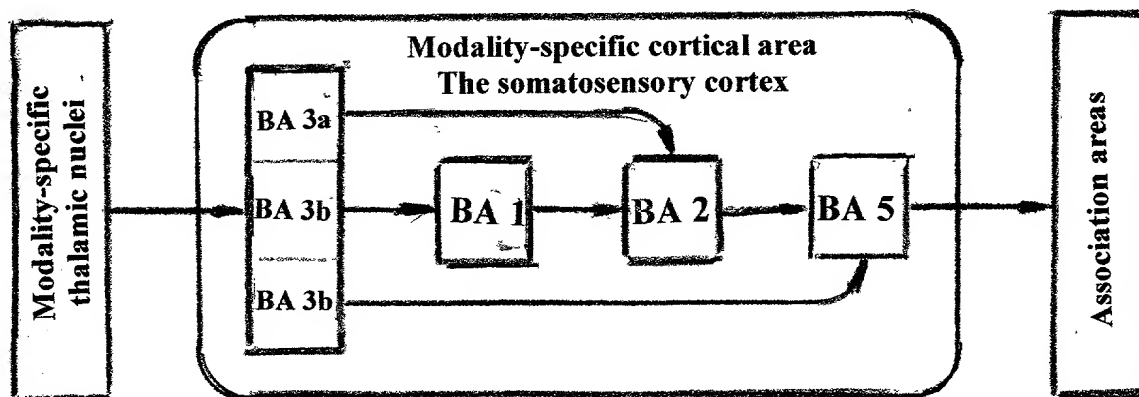 Modality-specific
thalamic nuclei
Modality-specific cortical area
The somatosensory cortex
BA 3a
BA 3b
BA 3b
BA 1
BA 2
BA 5
Association areas